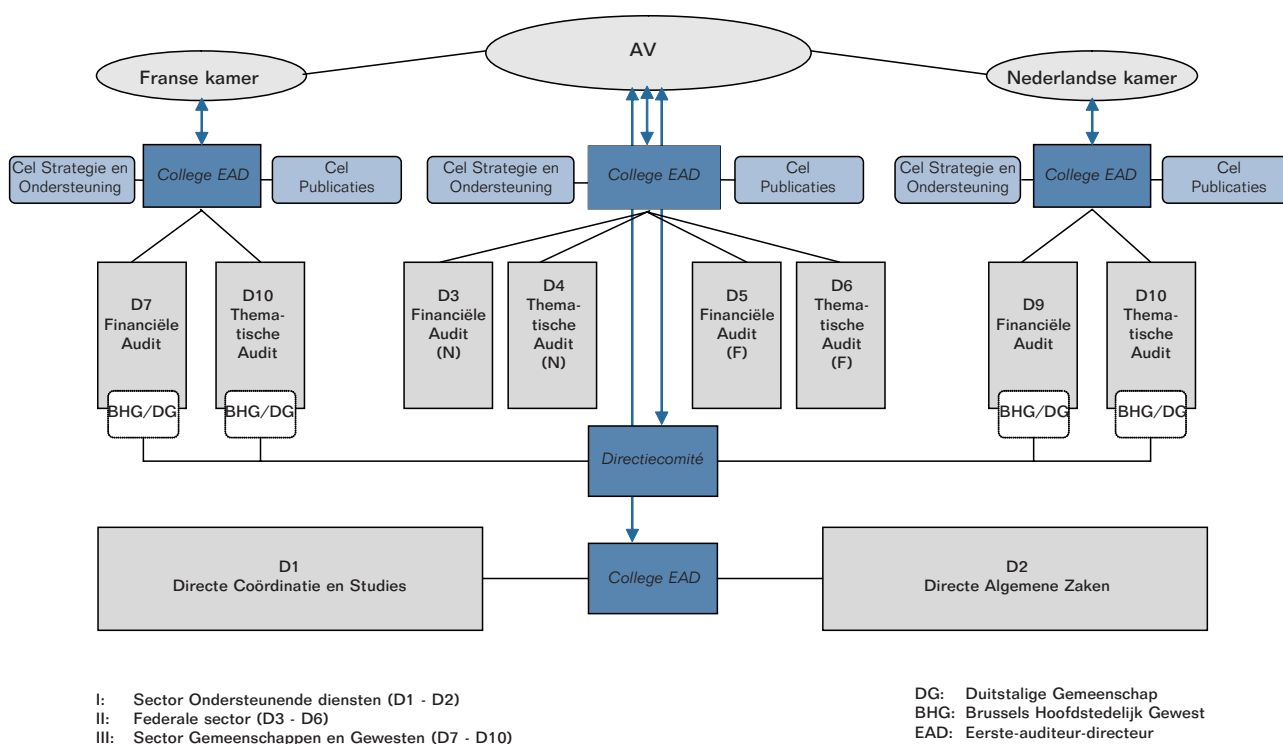 AV
Franse kamer
Nederlandse kamer
Cel Strategie en
Ondersteuning
College EAD
Cel
Publicaties
Cel Strategie en
Ondersteuning
College EAD
Cel
Publicaties
Cel Strategie en
Ondersteuning
College EAD
Cel
Publicaties
D7
Financiële
Audit
BHG/DG
D10
Thema-
tische
Audit
BHG/DG
D3
Financiële
Audit
(N)
D4
Thema-
tische
Audit
(N)
D5
Financiële
Audit
(F)
D6
Thema-
tische
Audit
(F)
D9
Financiële
Audit
BHG/DG
D10
Thema-
tische
Audit
BHG/DG
Directiecomité
D1
Directe Coördinatie en Studies
College EAD
D2
Directe Algemene Zaken
I: Sector Ondersteunende diensten (D1 - D2)
II: Federale sector (D3 - D6)
III: Sector Gemeenschappen en Gewesten (D7 - D10)
DG: Duitstalige Gemeenschap
BHG: Brussels Hoofdstedelijk Gewest
EAD: Eerste-auditeur-directeur